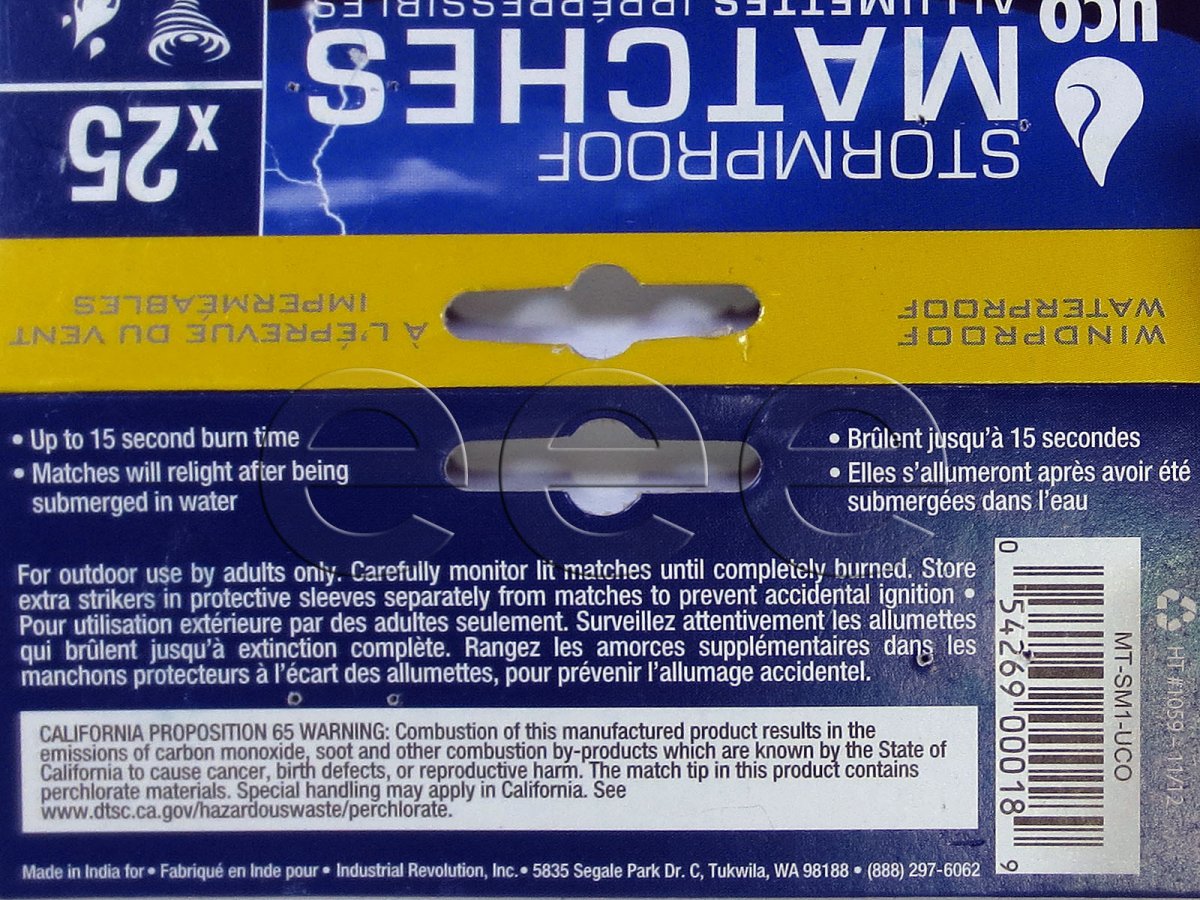 WINDPROOF
WATERPROOF
À L'ÉPREVUE DU VENT
IMPERMÉABLES
STORMPROOF
MATCHES
ALLUMETTES IRRÉPRESSIBLES
UCO
x25
• Up to 15 second burn time
• Matches will relight after being
submerged in water
• Brûlent jusqu'à 15 secondes
• Elles s'allumeront après avoir été
submergées dans l'eau
For outdoor use by adults only. Carefully monitor lit matches until completely burned. Store
extra strikers in protective sleeves separately from matches to prevent accidental ignition •
Pour utilisation extérieure par des adultes seulement. Surveillez attentivement les allumettes
qui brûlent jusqu'à extinction complète. Rangez les amorces supplémentaires dans les
manchons protecteurs à l'écart des allumettes, pour prévenir l'allumage accidentel.
CALIFORNIA PROPOSITION 65 WARNING: Combustion of this manufactured product results in the
emissions of carbon monoxide, soot and other combustion by-products which are known by the State of
California to cause cancer, birth defects, or reproductive harm. The match tip in this product contains
perchlorate materials. Special handling may apply in California. See
www.dtsc.ca.gov/hazardouswaste/perchlorate.
Made in India for • Fabriqué en Inde pour • Industrial Revolution, Inc. • 5835 Segale Park Dr. C, Tukwila, WA 98188 • (888) 297-6062
0 54269 00018 9
MT-SM1-UCO
HT#1039-11/12
eee